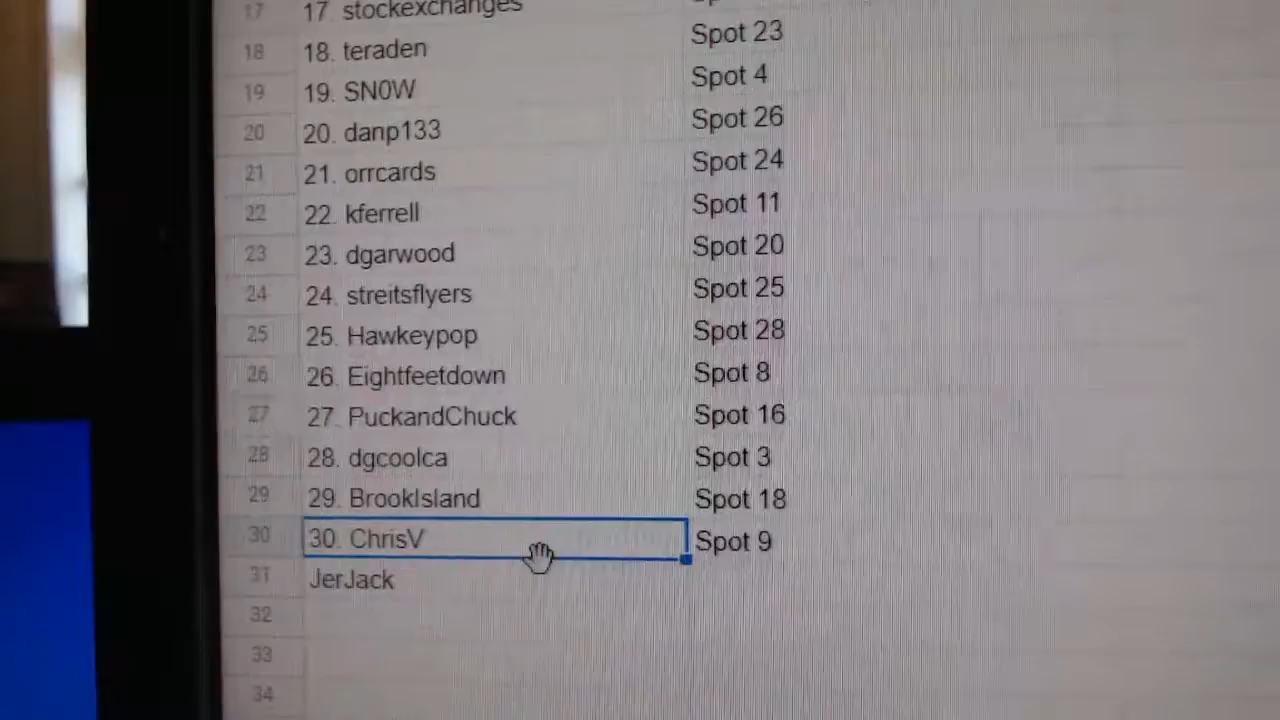 17 17. stockexchanges
18 18. teraden Spot 23
19 19. SN0W Spot 4
20 20. danp133 Spot 26
21 21. orrcards Spot 24
22 22. kferrell Spot 11
23 23. dgarwood Spot 20
24 24. streitsflyers Spot 25
25 25. Hawkeypop Spot 28
26 26. Eightfeetdown Spot 8
27 27. PuckandChuck Spot 16
28 28. dgcoolca Spot 3
29 29. BrookIsland Spot 18
30 30. ChrisV Spot 9
31 JerJack
32
33
34